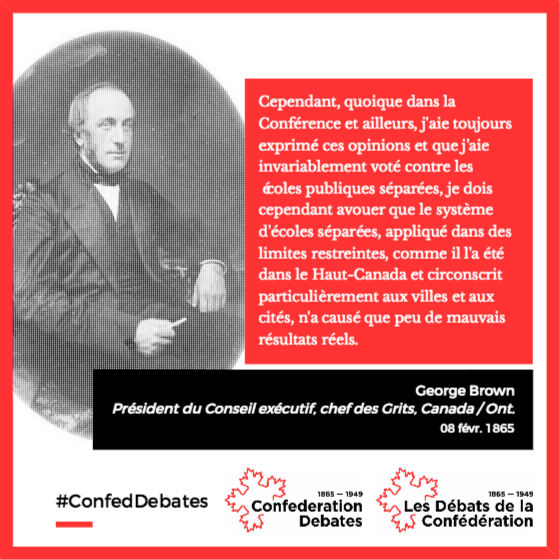 Cependant, quoique dans la
Conférence et ailleurs, j'aie toujours
exprimé ces opinions et que j'aie
invariablement voté contre les
écoles publiques séparées, je dois
cependant avouer que le système
d'écoles séparées, appliqué dans des
limites restreintes, comme il l'a été
dans le Haut-Canada et circonscrit
particulièrement aux villes et aux
cités, n'a causé que peu de mauvais
résultats réels.
George Brown
Président du Conseil exécutif, chef des Grits, Canada / Ont.
08 févr. 1865
#ConfedDebates
1865 — 1949
Confederation
Debates
1865 — 1949
Les Débats de la
Confédération